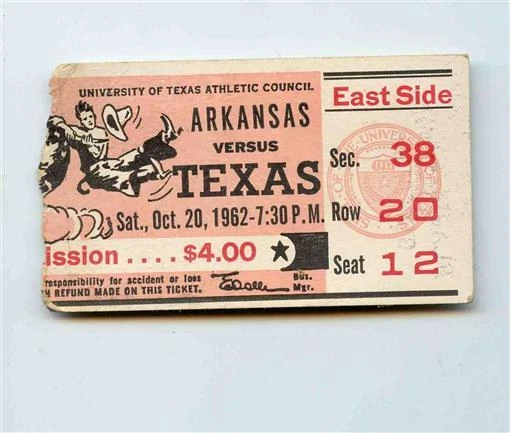 UNIVERSITY OF TEXAS ATHLETIC COUNCIL
ARKANSAS
VERSUS
TEXAS
Sat., Oct. 20, 1962-7:30 P.M.
ission .... $4.00
esponsibility for accident or loss
REFUND MADE ON THIS TICKET.
Bus.
Mgr.
East Side
Sec. 38
Row 20
Seat 12